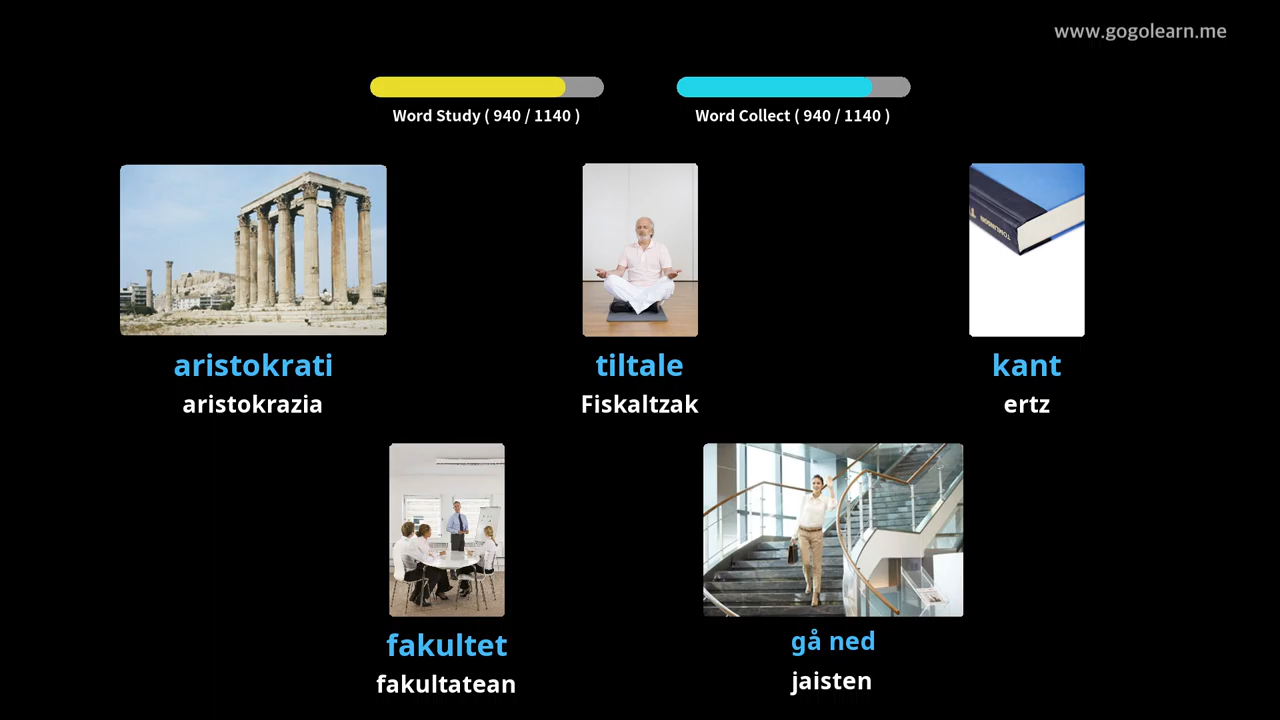 www.gogolearn.me
Word Study ( 940 / 1140 )
Word Collect ( 940 / 1140 )
TOMLINSON
aristokrati
aristokrazia
tiltale
Fiskaltzak
kant
ertz
fakultet
fakultatean
gå ned
jaisten